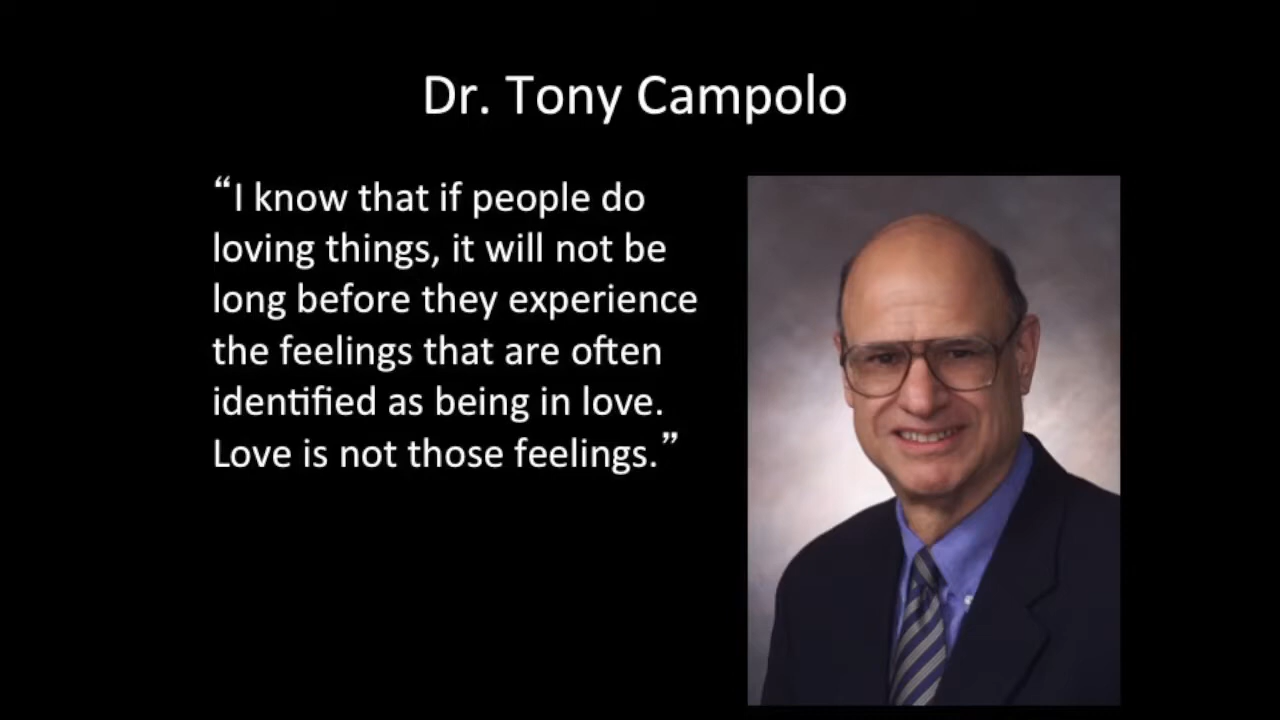 Dr. Tony Campolo
“I know that if people do
loving things, it will not be
long before they experience
the feelings that are often
identified as being in love.
Love is not those feelings.”